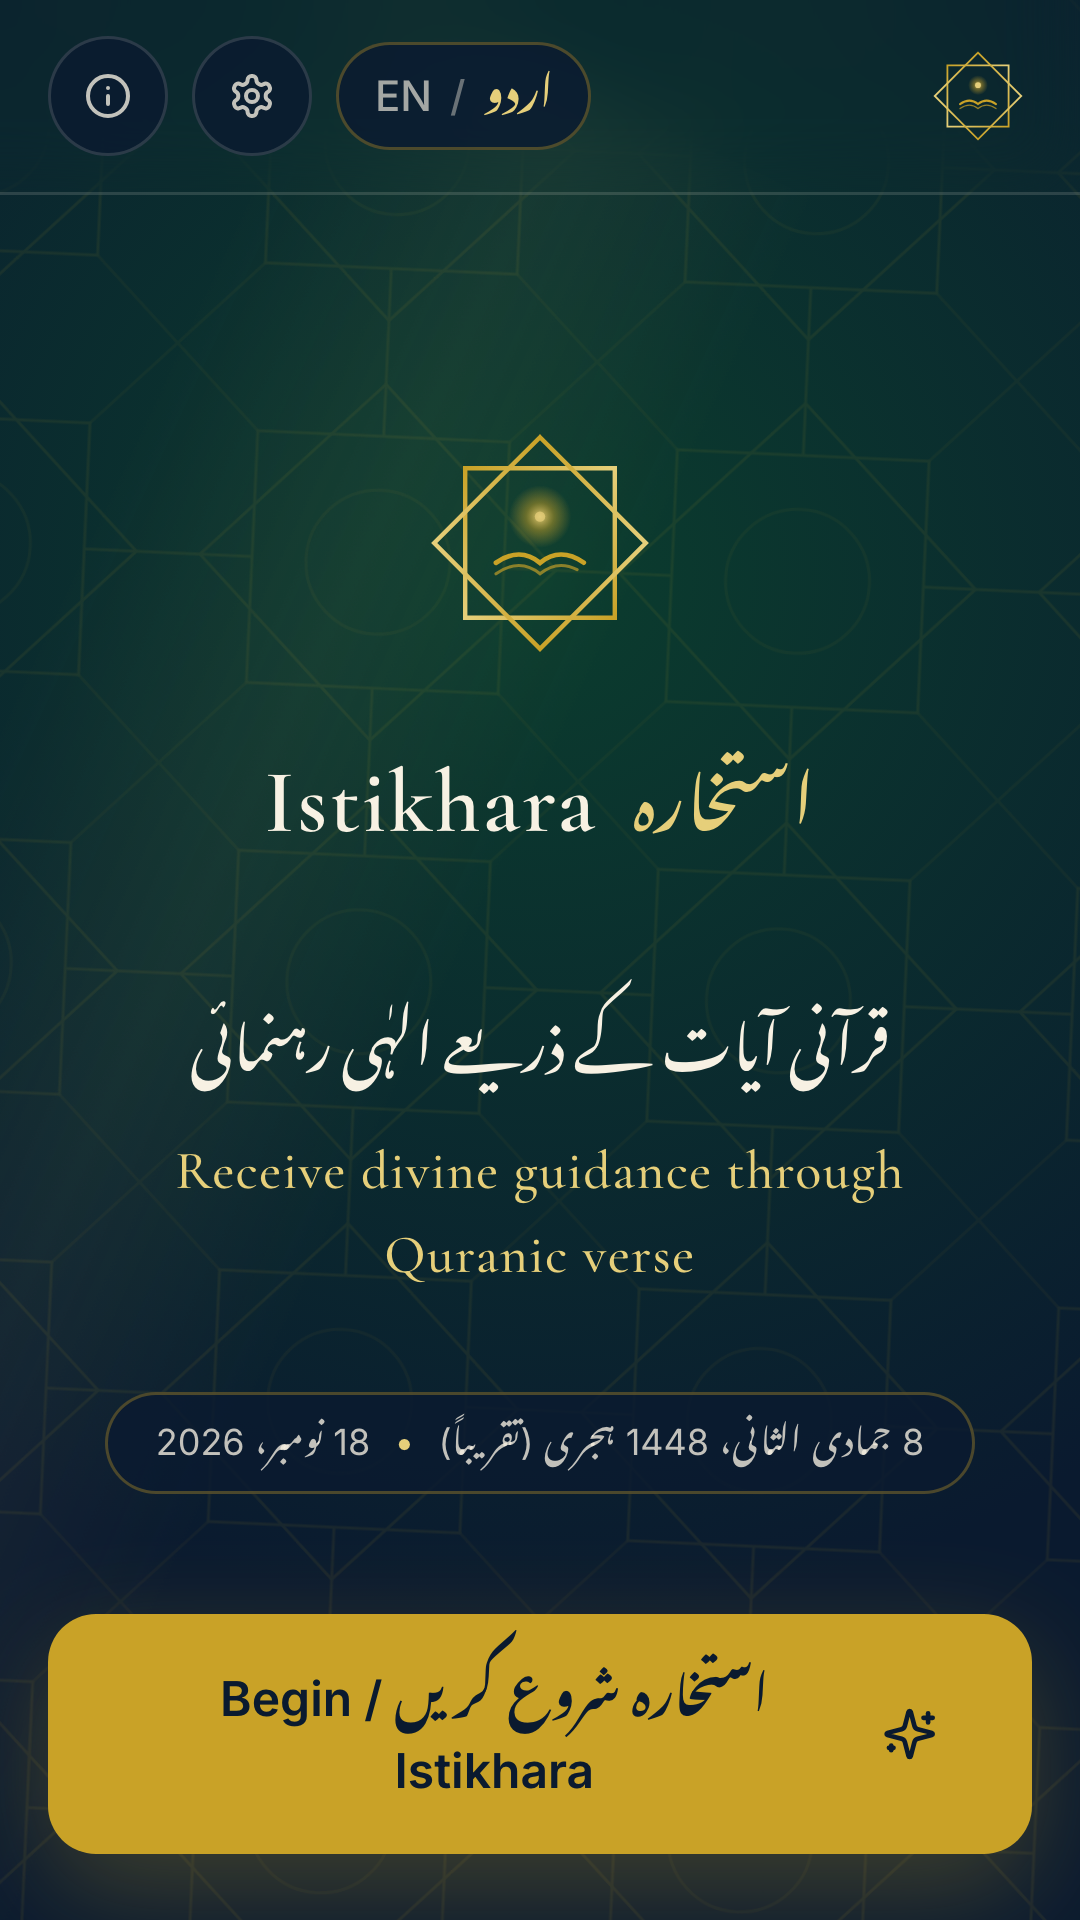 EN / اردو
Istikhara استخاره
قرآنی آیات کے ذریعے الٰہی رہنمائی
Receive divine guidance through
Quranic verse
8 جمادی الثانی، 1448 ہجری (تقریباً) • 18 نومبر، 2026
استخارہ شروع کریں / Begin
Istikhara